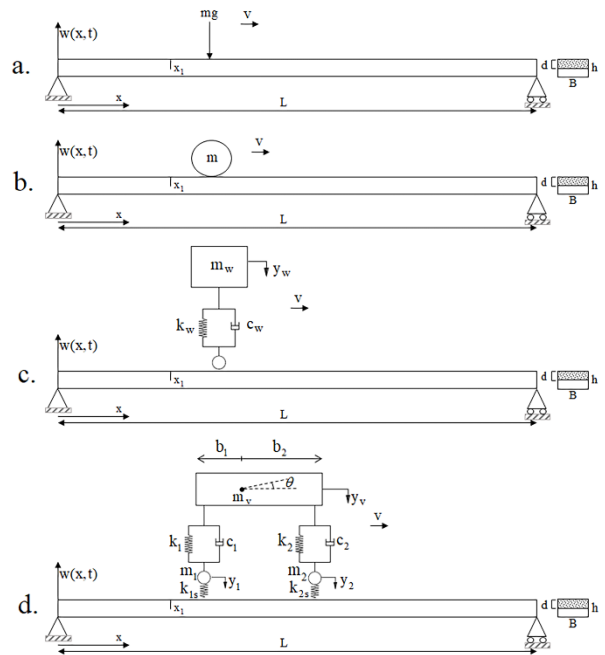 mg v
w(x,t)
a. x₁ d h
B
x L
w(x,t) m v
b. x₁ d h
B
x L
m_w y_w
k_w c_w v
w(x,t)
c. x₁ d h
B
x L
b₁ b₂
θ
m_v y_v
v
k₁ c₁ k₂ c₂
m₁ y₁ m₂ y₂
w(x,t) k₁ₛ k₂ₛ
d. x₁ d h
B
x L